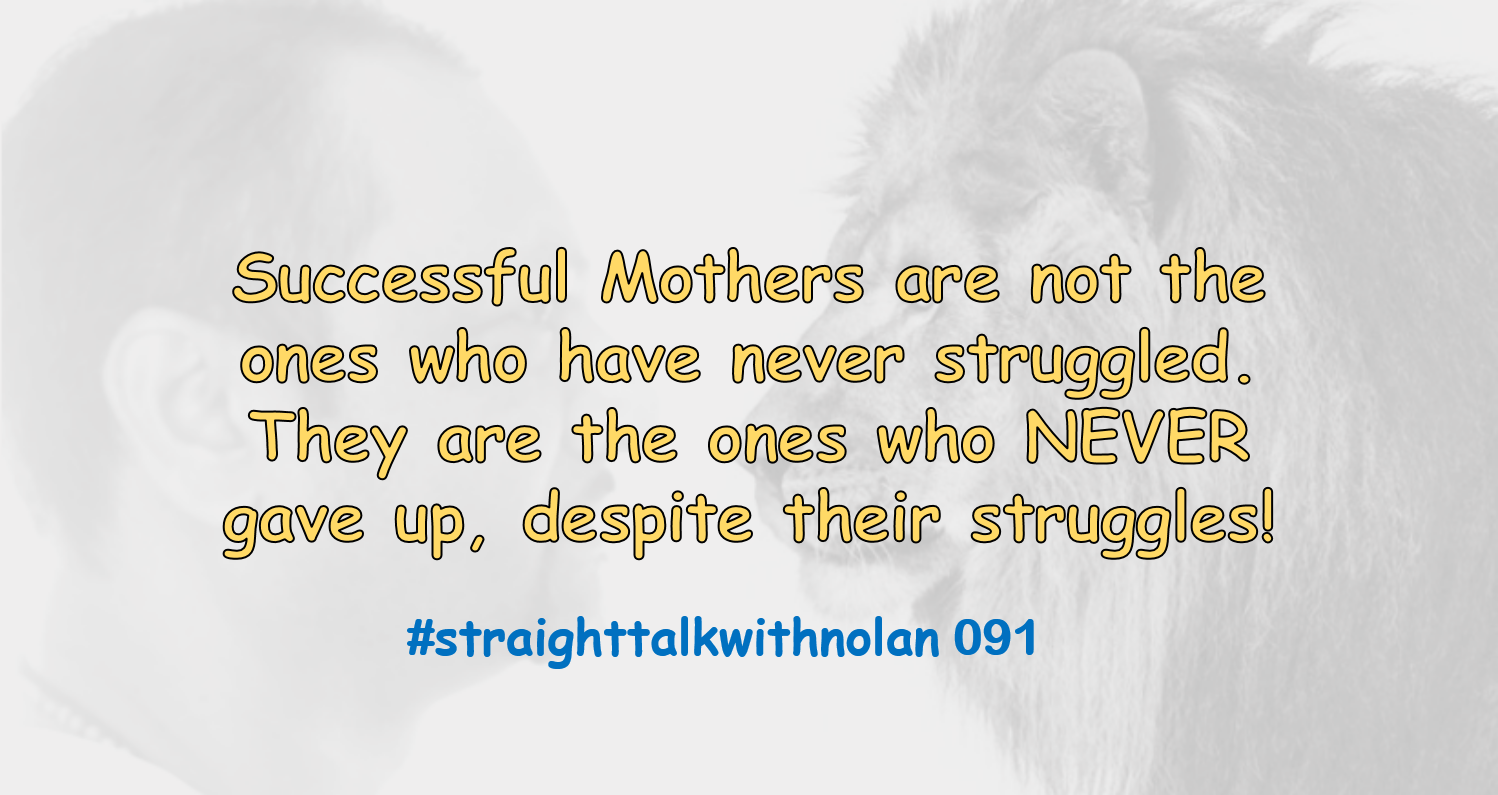 Successful Mothers are not the
ones who have never struggled.
They are the ones who NEVER
gave up, despite their struggles!
#straighttalkwithnolan 091